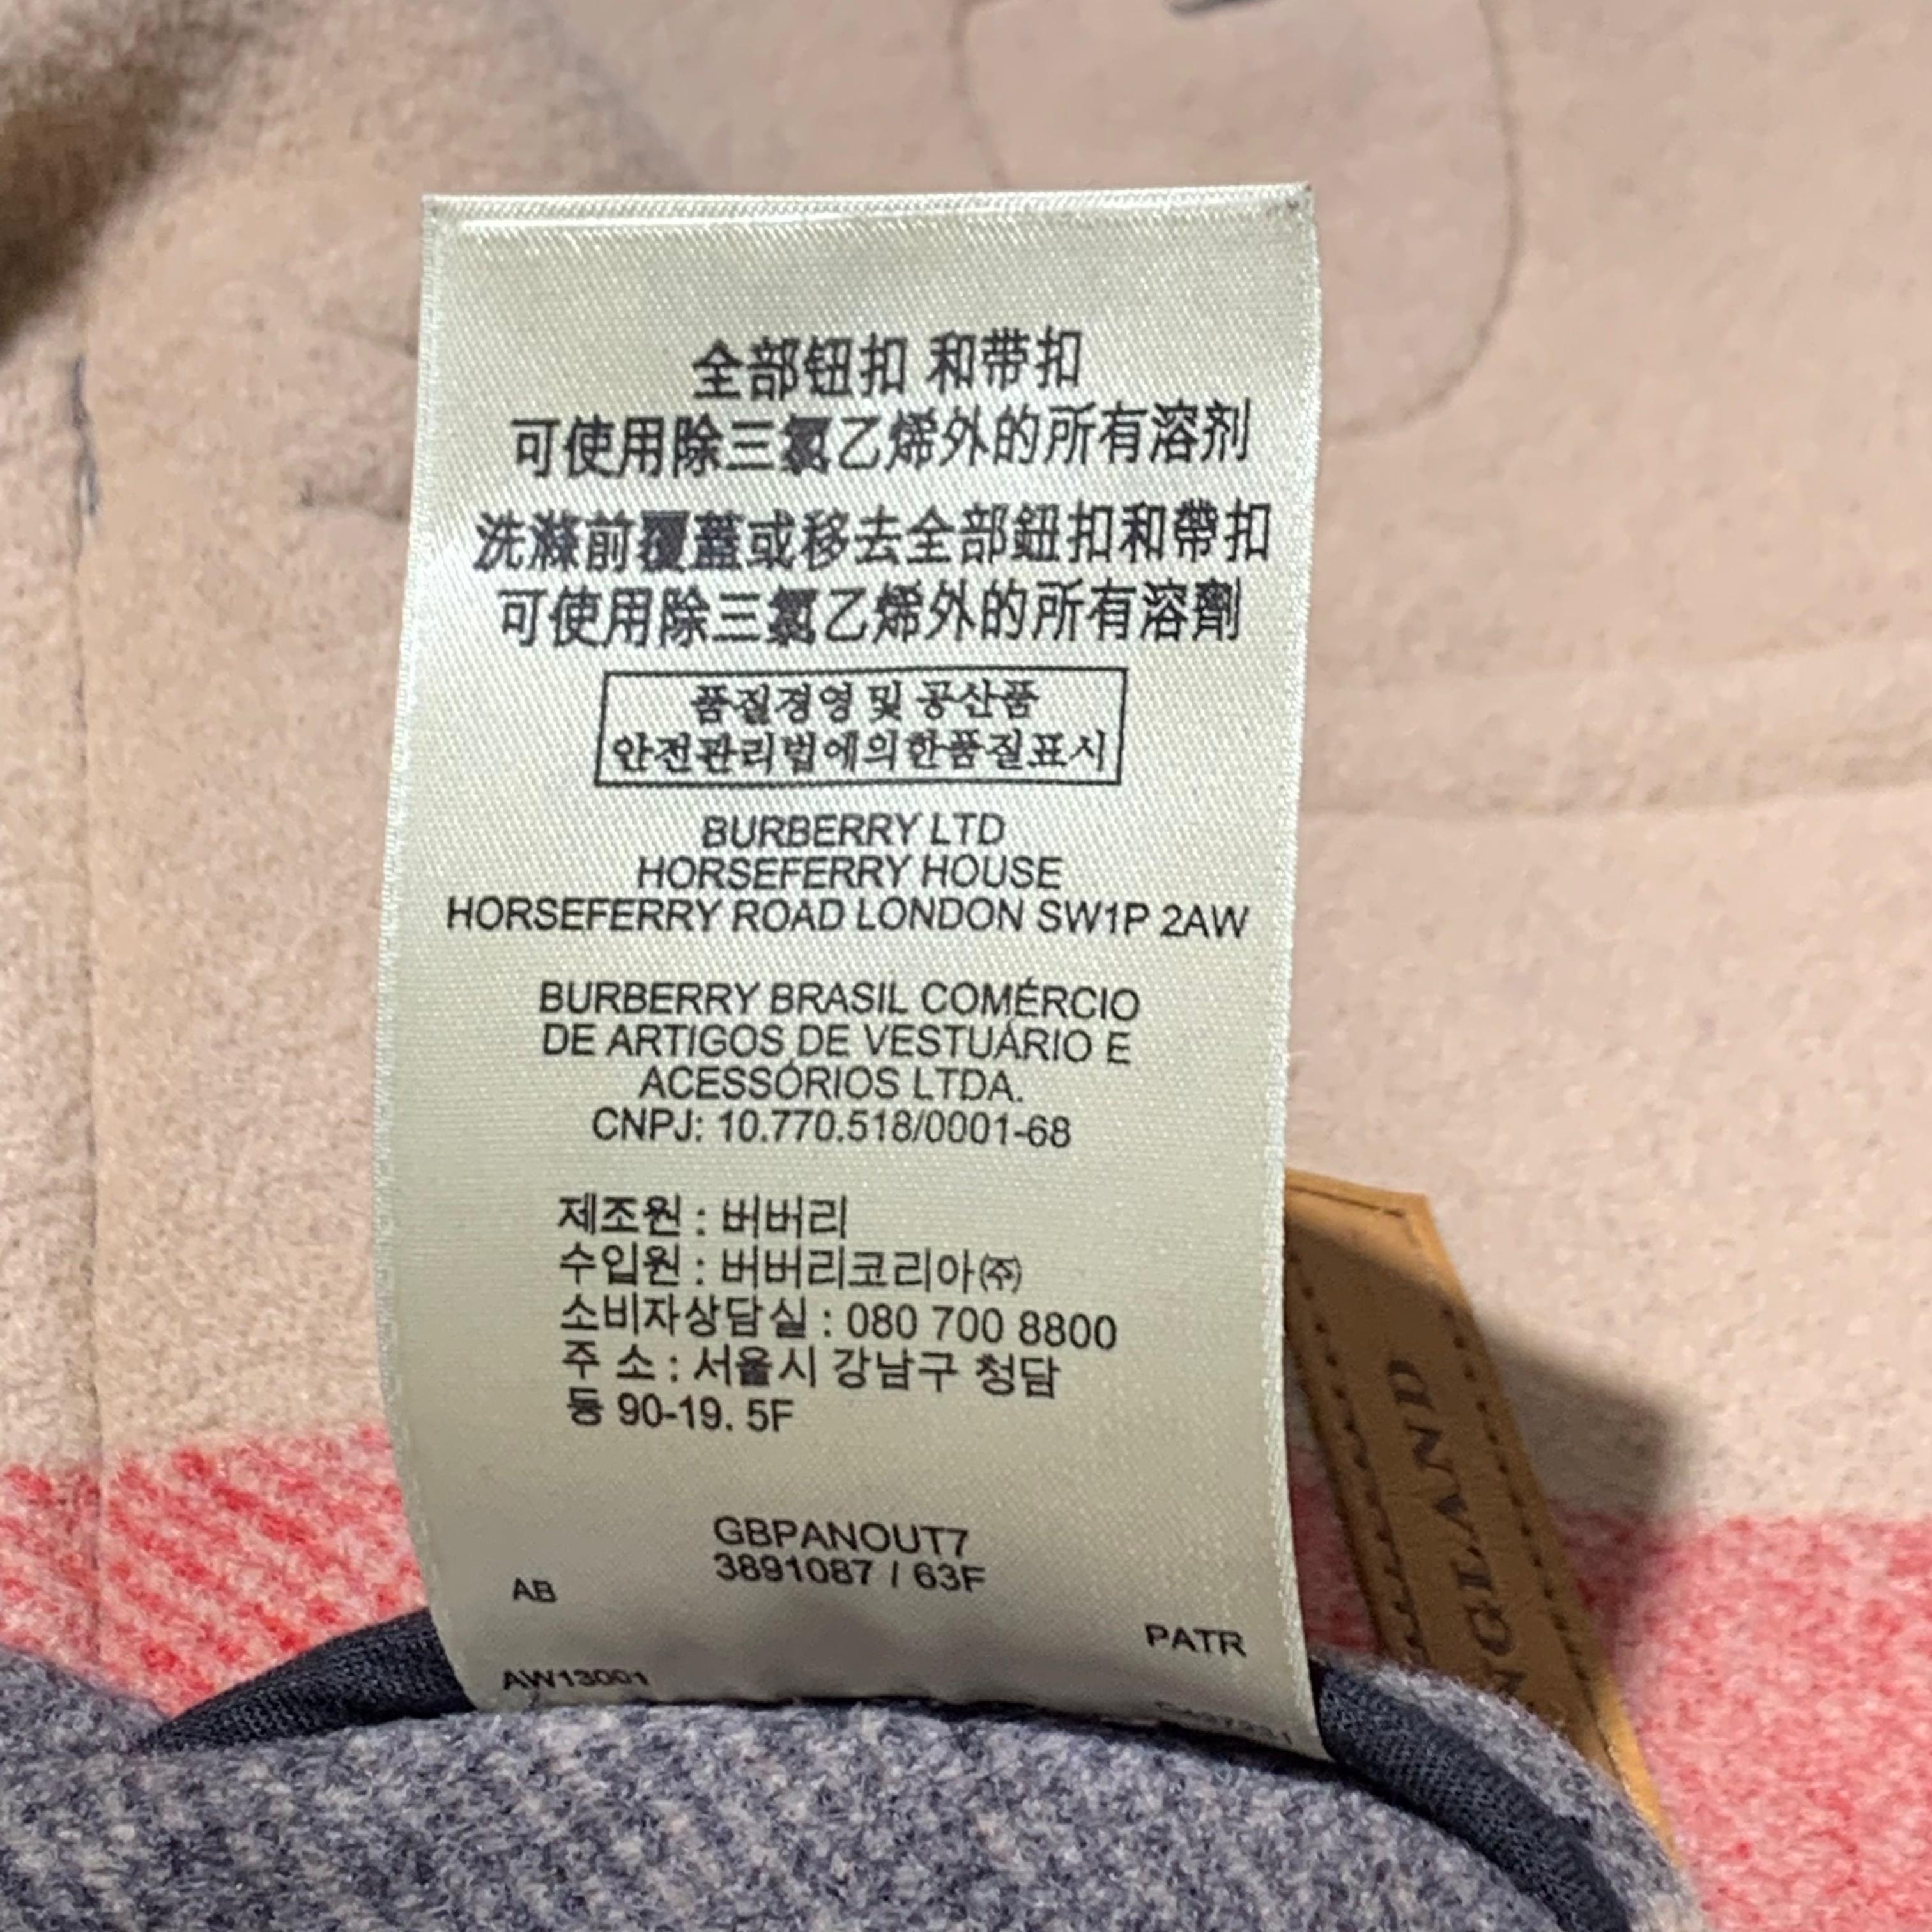 全部钮扣 和带扣
可使用除三氯乙烯外的所有溶剂
洗滌前覆蓋或移去全部鈕扣和帶扣
可使用除三氯乙烯外的所有溶劑
품질경영 및 공산품
안전관리법에의한품질표시
BURBERRY LTD
HORSEFERRY HOUSE
HORSEFERRY ROAD LONDON SW1P 2AW
BURBERRY BRASIL COMÉRCIO
DE ARTIGOS DE VESTUÁRIO E
ACESSÓRIOS LTDA.
CNPJ: 10.770.518/0001-68
제조원 : 버버리
수입원 : 버버리코리아㈜
소비자상담실 : 080 700 8800
주 소 : 서울시 강남구 청담
동 90-19. 5F
GBPANOUT7
3891087 / 63F
AB
PATR
AW13001